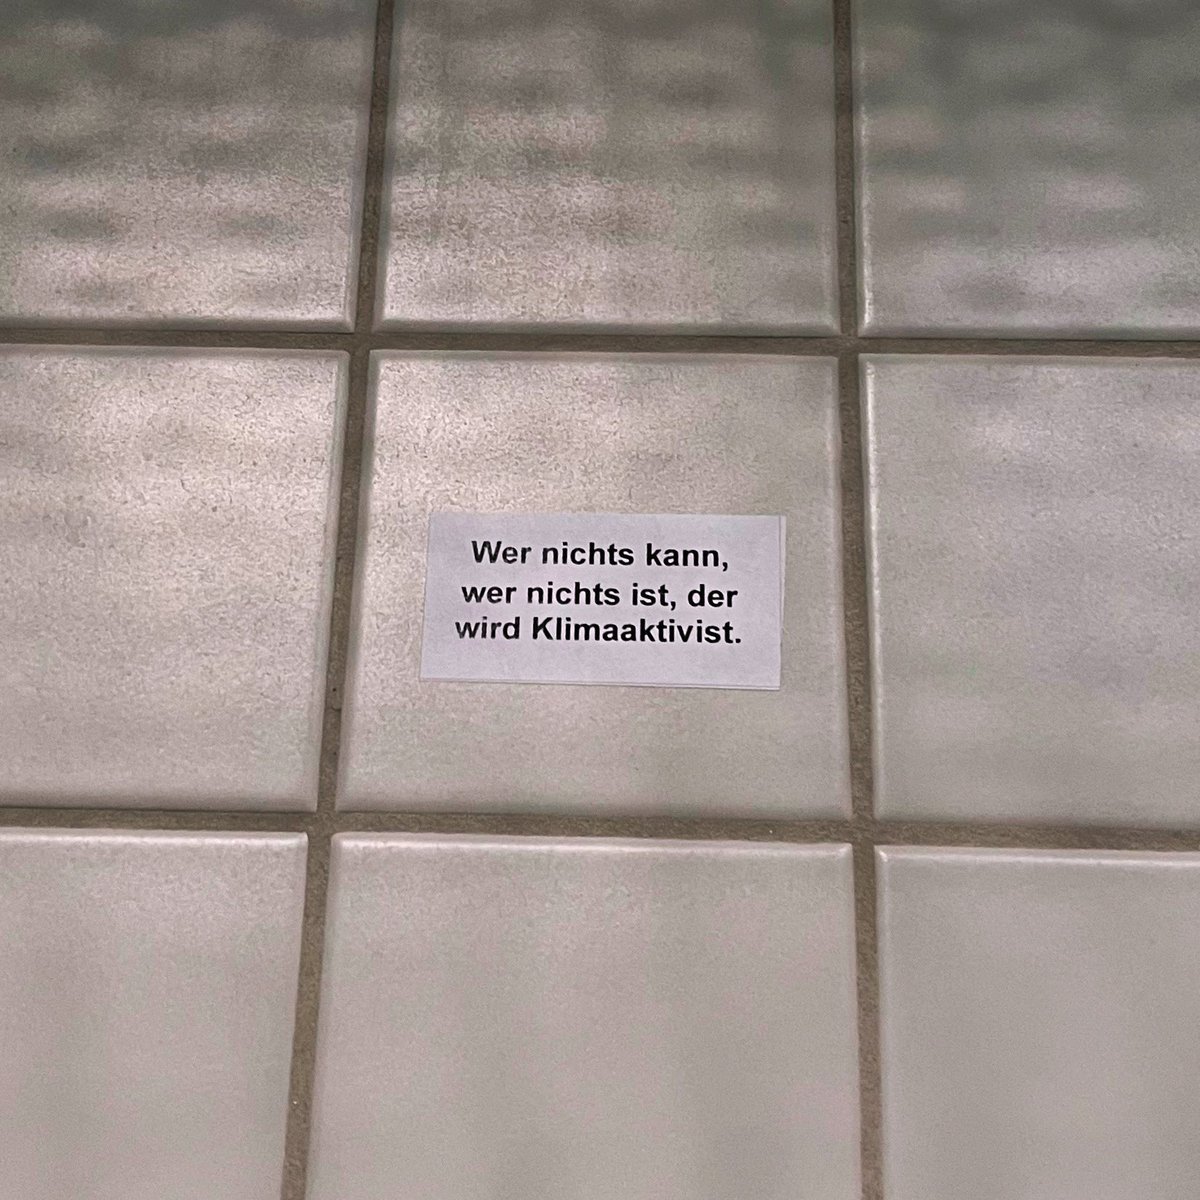 Wer nichts kann,
wer nichts ist, der
wird Klimaaktivist.